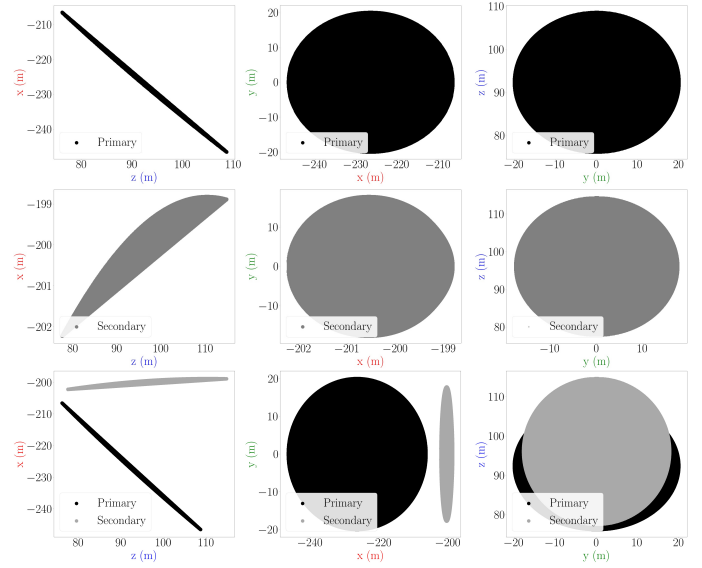 −210
−220
−230
−240
x (m)
80
90
100
110
z (m)
Primary
20
10
0
−10
−20
y (m)
−240
−230
−220
−210
x (m)
Primary
110
100
90
80
z (m)
−20
−10
0
10
20
y (m)
Primary
−199
−200
−201
−202
x (m)
80
90
100
110
z (m)
Secondary
10
0
−10
y (m)
−202
−201
−200
−199
x (m)
Secondary
110
100
90
80
z (m)
−10
0
10
y (m)
Secondary
−200
−210
−220
−230
−240
x (m)
80
90
100
110
z (m)
Primary
Secondary
20
10
0
−10
−20
y (m)
−240
−220
−200
x (m)
Primary
Secondary
110
100
90
80
z (m)
−20
−10
0
10
20
y (m)
Primary
Secondary